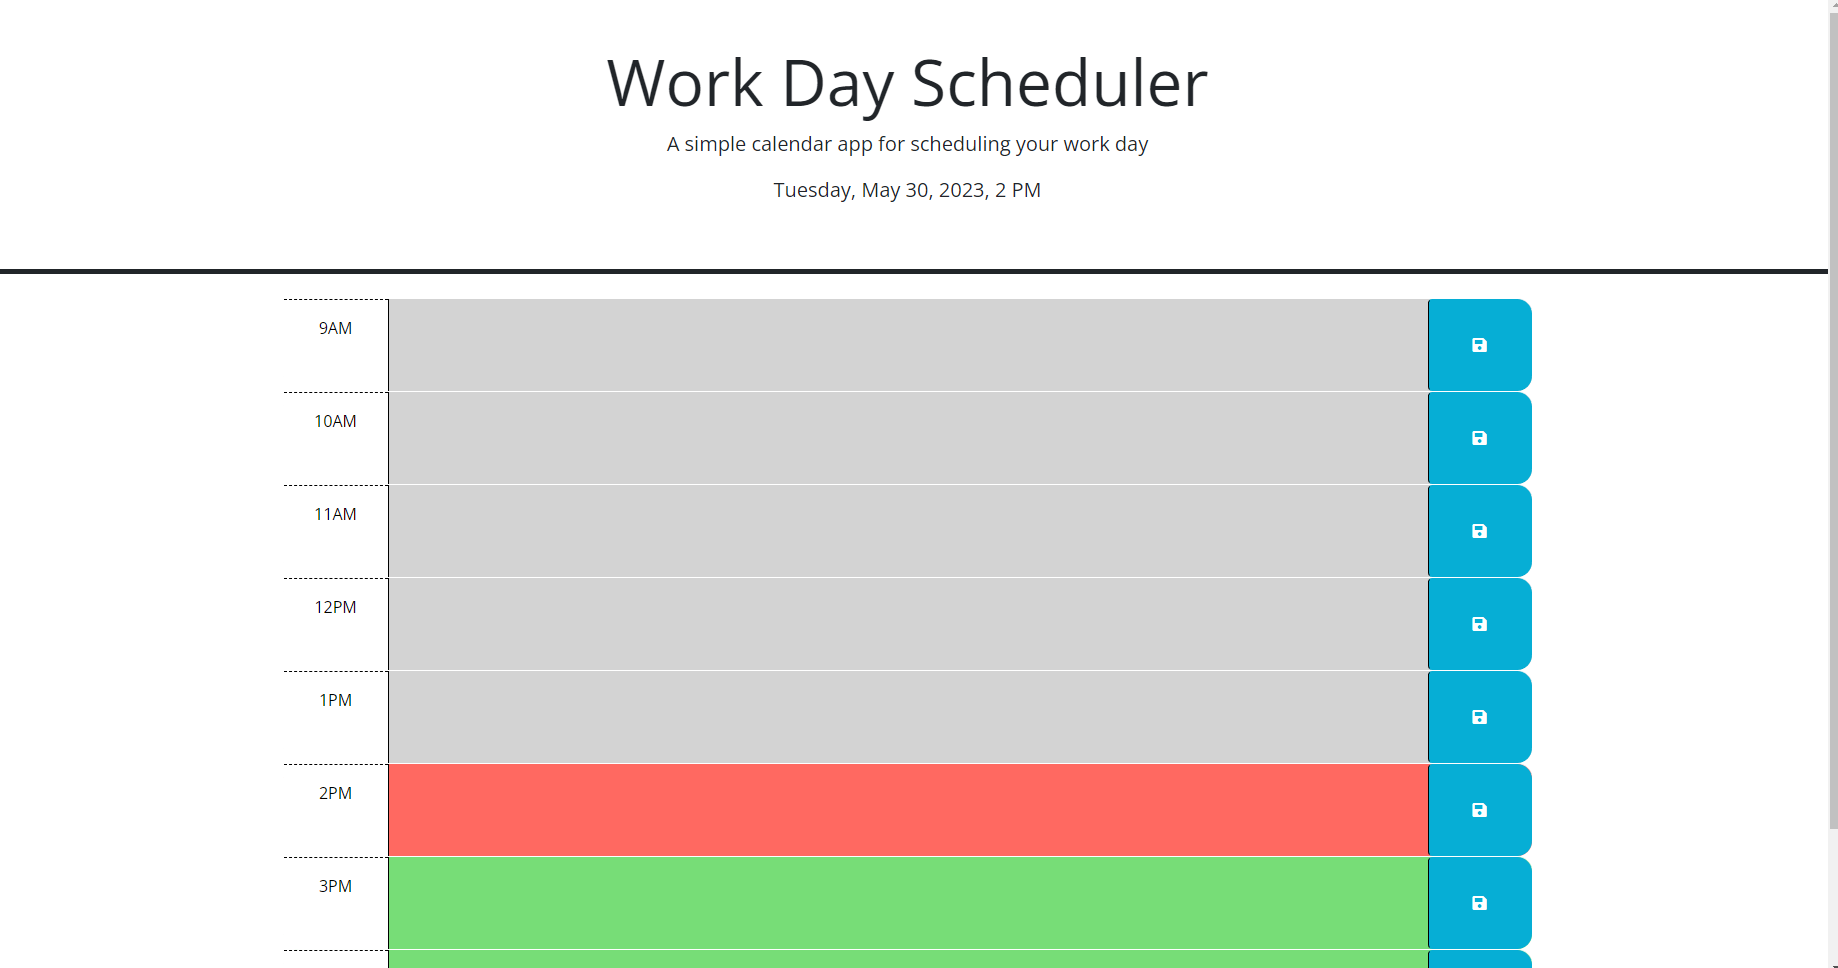 Work Day Scheduler
A simple calendar app for scheduling your work day
Tuesday, May 30, 2023, 2 PM
9AM
10AM
11AM
12PM
1PM
2PM
3PM